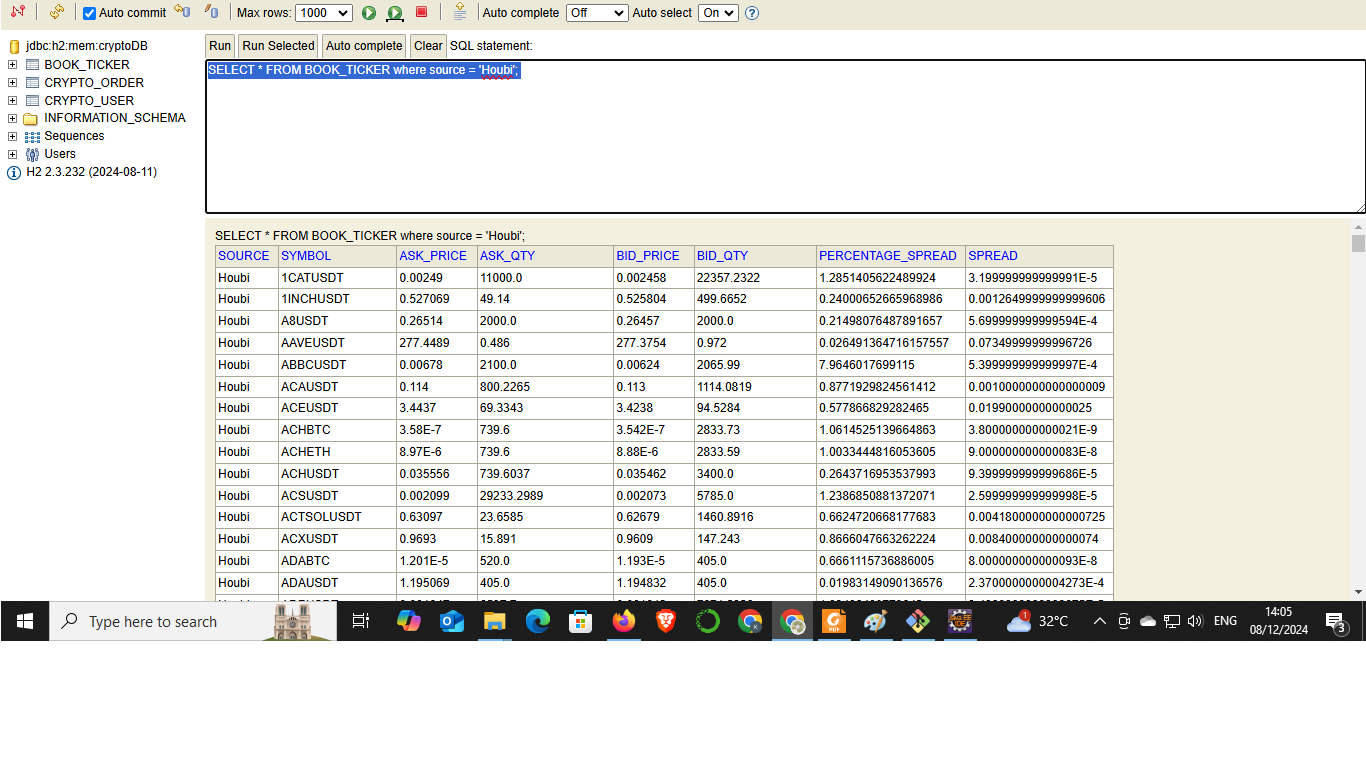 Auto commit Max rows: 1000 Auto complete Off Auto select On
jdbc:h2:mem:cryptoDB
BOOK_TICKER
CRYPTO_ORDER
CRYPTO_USER
INFORMATION_SCHEMA
Sequences
Users
H2 2.3.232 (2024-08-11)
Run Run Selected Auto complete Clear SQL statement:
SELECT * FROM BOOK_TICKER where source = 'Houbi';
SELECT * FROM BOOK_TICKER where source = 'Houbi';
SOURCE SYMBOL ASK_PRICE ASK_QTY BID_PRICE BID_QTY PERCENTAGE_SPREAD SPREAD
Houbi 1CATUSDT 0.00249 11000.0 0.002458 22357.2322 1.2851405622489924 3.199999999999991E-5
Houbi 1INCHUSDT 0.527069 49.14 0.525804 499.6652 0.24000652665968986 0.0012649999999999606
Houbi A8USDT 0.26514 2000.0 0.26457 2000.0 0.21498076487891657 5.699999999999594E-4
Houbi AAVEUSDT 277.4489 0.486 277.3754 0.972 0.026491364716157557 0.07349999999996726
Houbi ABBCUSDT 0.00678 2100.0 0.00624 2065.99 7.9646017699115 5.399999999999997E-4
Houbi ACAUSDT 0.114 800.2265 0.113 1114.0819 0.8771929824561412 0.0010000000000000009
Houbi ACEUSDT 3.4437 69.3343 3.4238 94.5284 0.577866829282465 0.01990000000000025
Houbi ACHBTC 3.58E-7 739.6 3.542E-7 2833.73 1.0614525139664863 3.800000000000021E-9
Houbi ACHETH 8.97E-6 739.6 8.88E-6 2833.59 1.0033444816053605 9.000000000000083E-8
Houbi ACHUSDT 0.035556 739.6037 0.035462 3400.0 0.2643716953537993 9.399999999999686E-5
Houbi ACSUSDT 0.002099 29233.2989 0.002073 5785.0 1.2386850881372071 2.599999999999998E-5
Houbi ACTSOLUSDT 0.63097 23.6585 0.62679 1460.8916 0.6624720668177683 0.0041800000000000725
Houbi ACXUSDT 0.9693 15.891 0.9609 147.243 0.8666047663262224 0.008400000000000074
Houbi ADABTC 1.201E-5 520.0 1.193E-5 405.0 0.6661115736886005 8.000000000000093E-8
Houbi ADAUSDT 1.195069 405.0 1.194832 405.0 0.01983149090136576 2.3700000000004273E-4
Type here to search 1 32°C ENG 14:05
08/12/2024 3